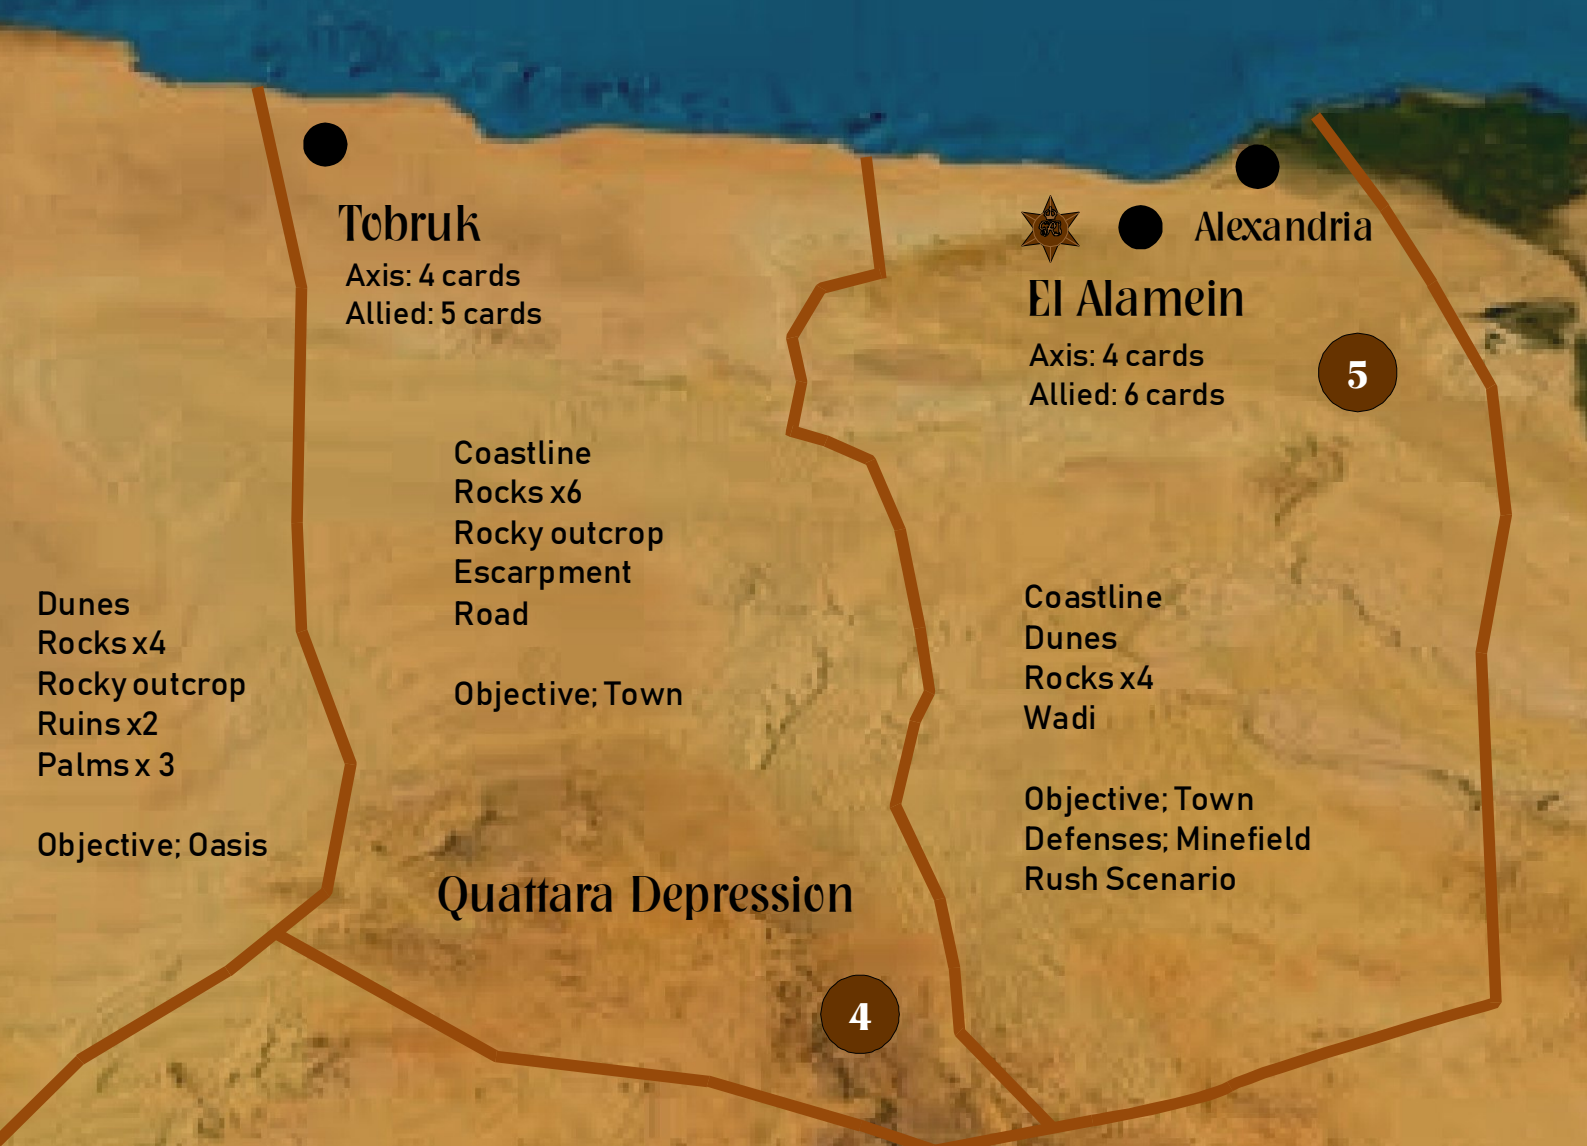 Tobruk
Axis: 4 cards
Allied: 5 cards
Coastline
Rocks x6
Rocky outcrop
Escarpment
Road
Objective; Town
Quattara Depression
4
Dunes
Rocks x4
Rocky outcrop
Ruins x2
Palms x 3
Objective; Oasis
Alexandria
El Alamein
Axis: 4 cards
Allied: 6 cards
5
Coastline
Dunes
Rocks x4
Wadi
Objective; Town
Defenses; Minefield
Rush Scenario